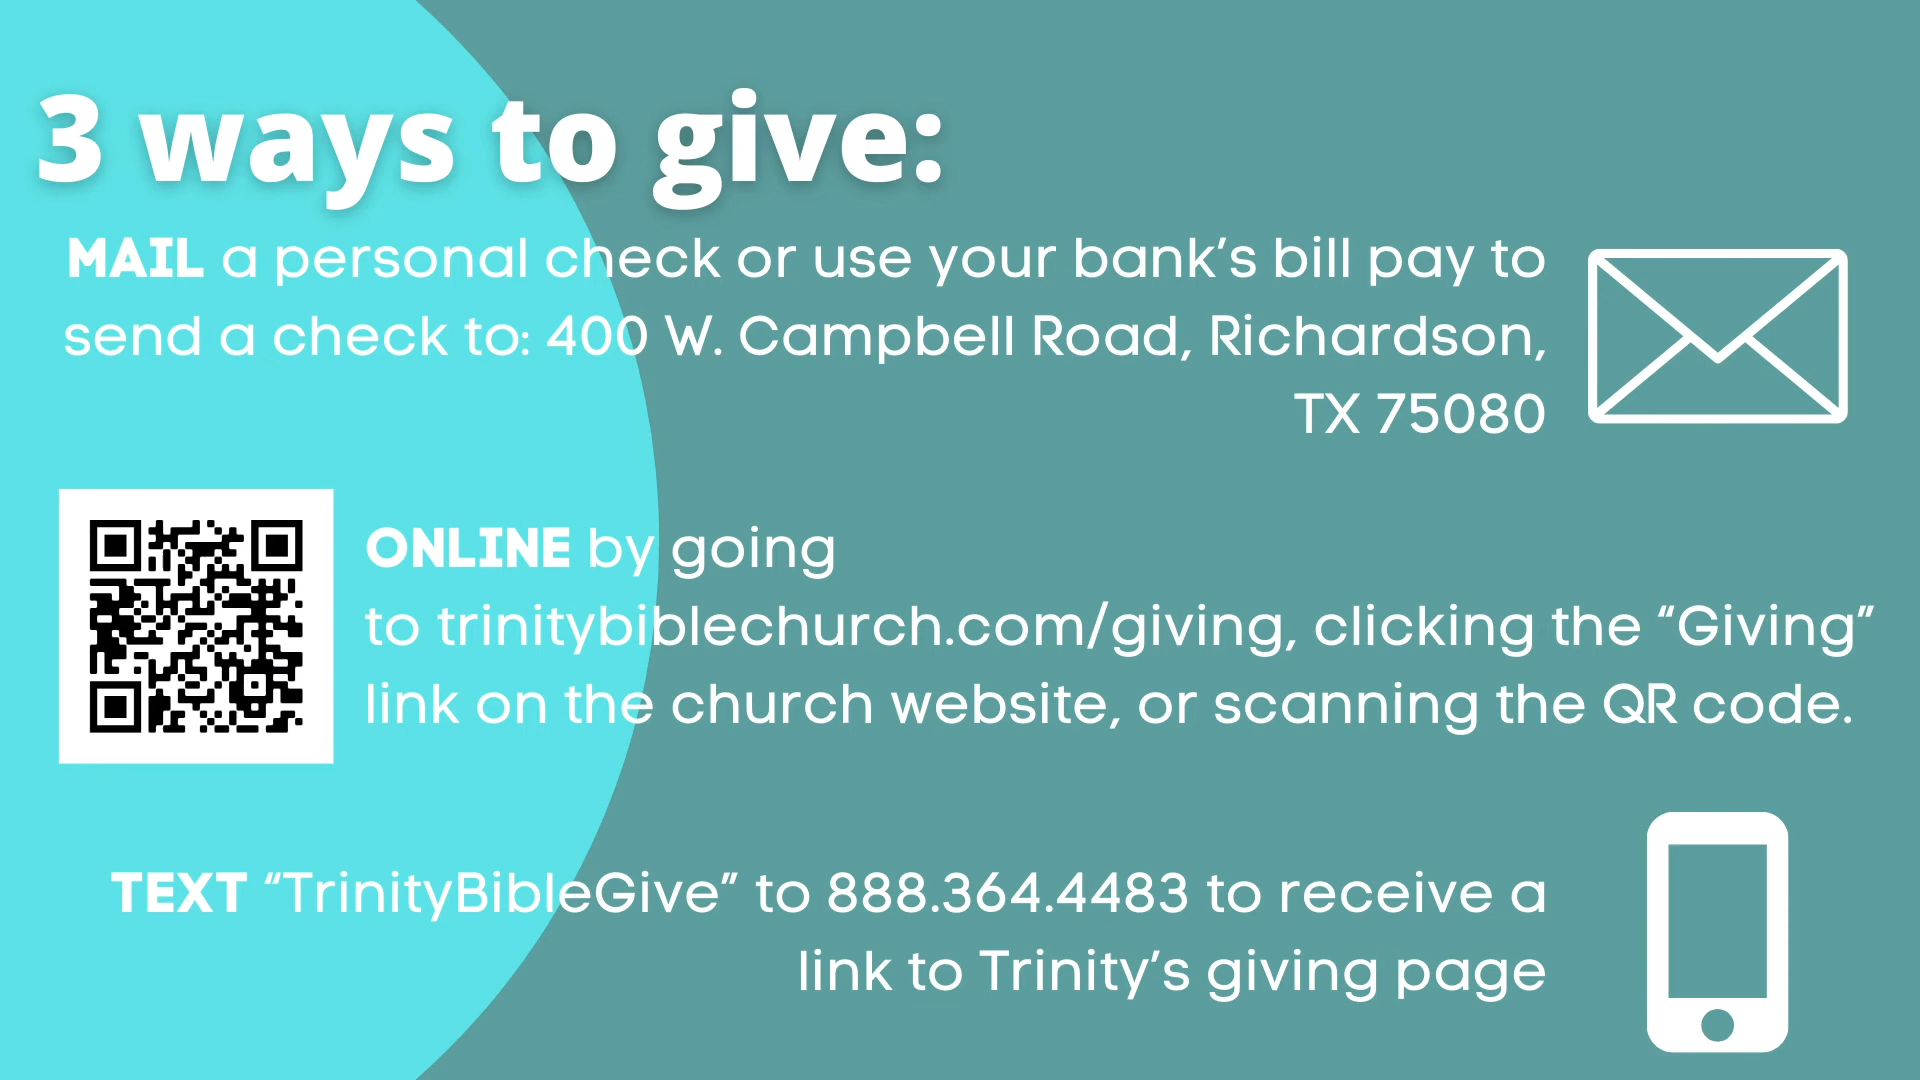 3 ways to give:
MAIL a personal check or use your bank’s bill pay to
send a check to: 400 W. Campbell Road, Richardson,
TX 75080
ONLINE by going
to trinitybiblechurch.com/giving, clicking the “Giving”
link on the church website, or scanning the QR code.
TEXT “TrinityBibleGive” to 888.364.4483 to receive a
link to Trinity’s giving page